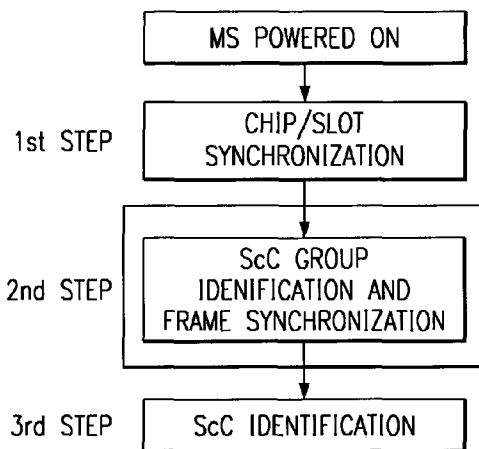 MS POWERED ON
1st STEP
CHIP/SLOT
SYNCHRONIZATION
2nd STEP
ScC GROUP
IDENIFICATION AND
FRAME SYNCHRONIZATION
3rd STEP
ScC IDENTIFICATION